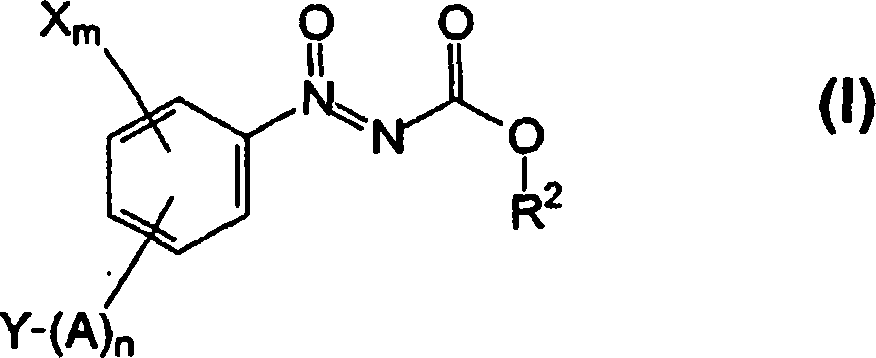 Xm O O
N N O (I)
R²
Y-(A)n